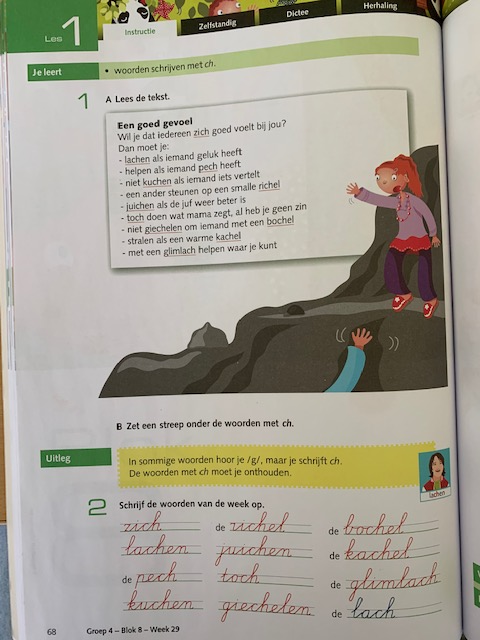 Les 1
Instructie
Zelfstandig
Dictee
Herhaling
Je leert
• woorden schrijven met ch.
1
A Lees de tekst.
Een goed gevoel
Wil je dat iedereen zich goed voelt bij jou?
Dan moet je:
- lachen als iemand geluk heeft
- helpen als iemand pech heeft
- niet kuchen als iemand iets vertelt
- een ander steunen op een smalle richel
- juichen als de juf weer beter is
- toch doen wat mama zegt, al heb je geen zin
- niet giechelen om iemand met een bochel
- stralen als een warme kachel
- met een glimlach helpen waar je kunt
B Zet een streep onder de woorden met ch.
Uitleg
In sommige woorden hoor je /g/, maar je schrijft ch.
De woorden met ch moet je onthouden.
lachen
2
Schrijf de woorden van de week op.
zich de richel de bochel
lachen juichen de kachel
de pech toch de glimlach
kuchen giechelen de lach
68 Groep 4 – Blok 8 – Week 29